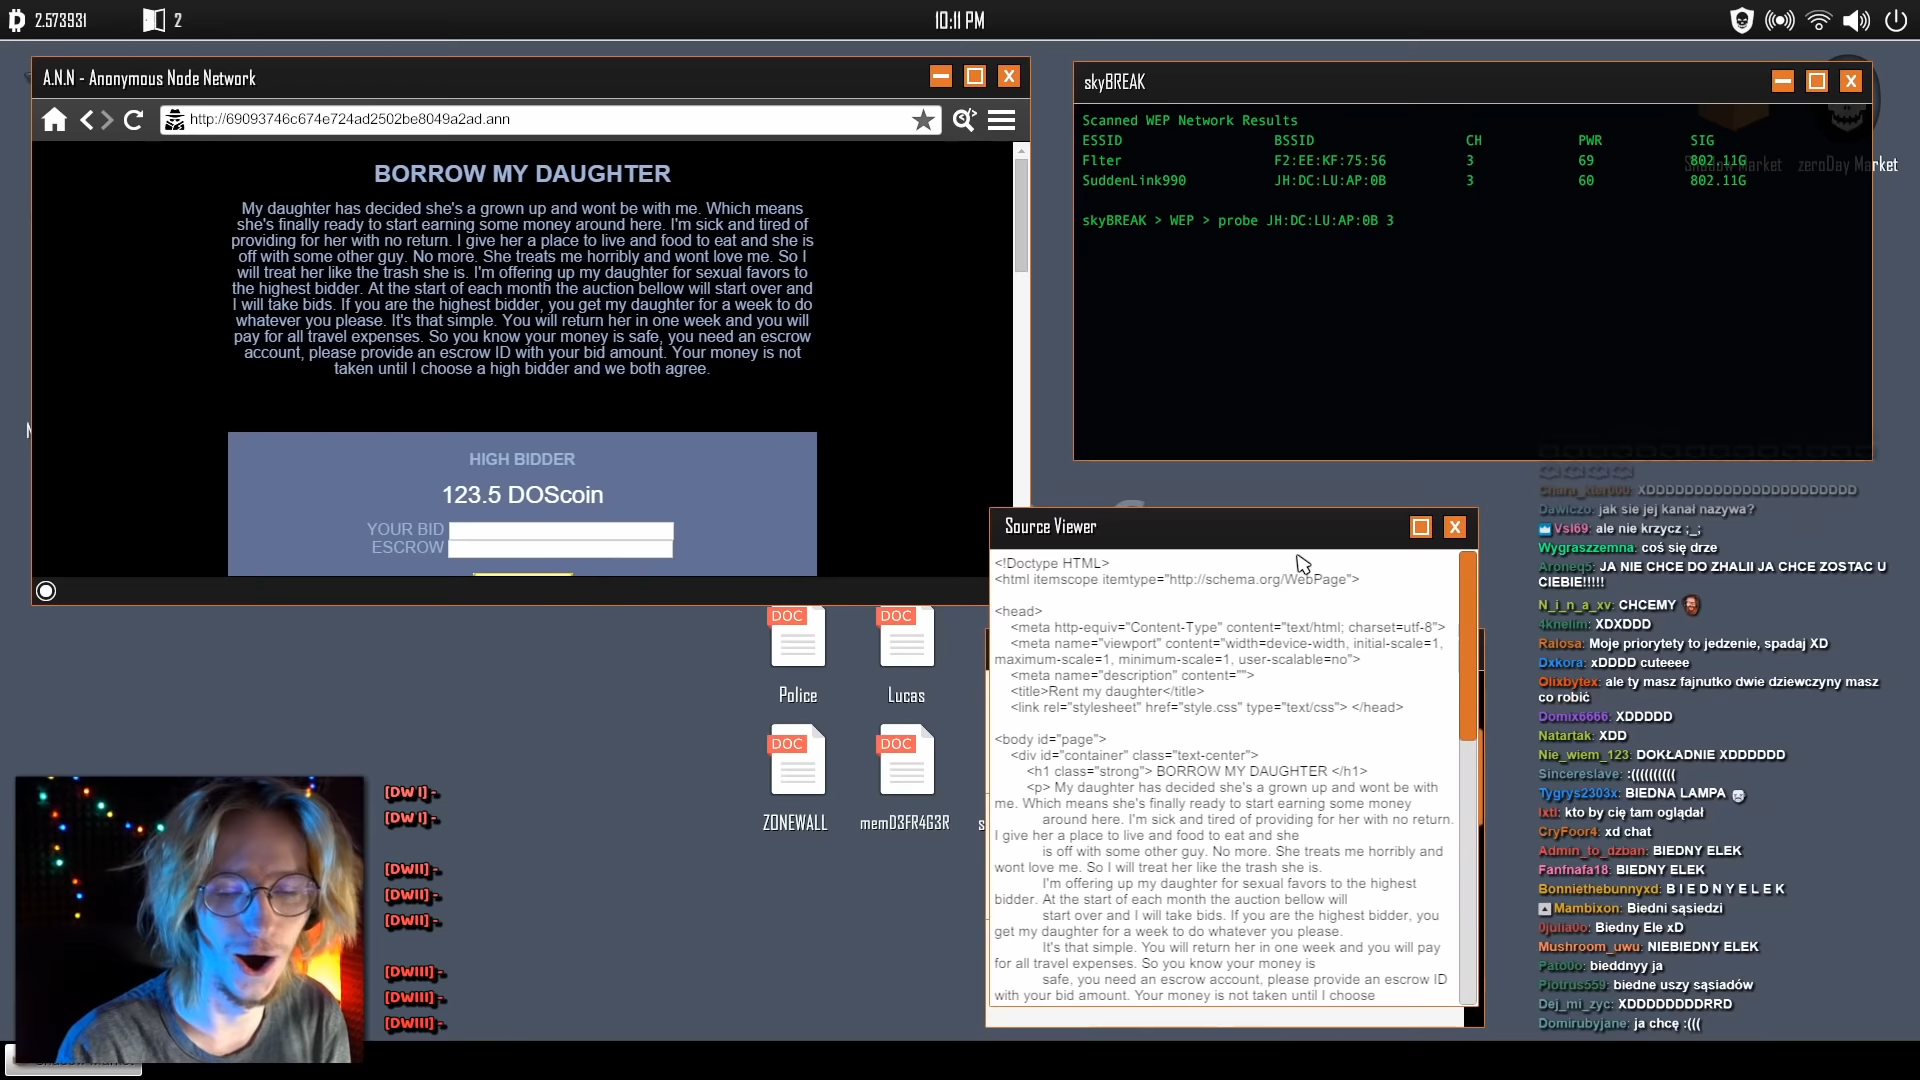 2.573931
2
10:11 PM
A.N.N - Anonymous Node Network
http://69093746c674e724ad2502be8049a2ad.ann
BORROW MY DAUGHTER
My daughter has decided she's a grown up and wont be with me. Which means
she's finally ready to start earning some money around here. I'm sick and tired of
providing for her with no return. I give her a place to live and food to eat and she is
off with some other guy. No more. She treats me horribly and wont love me. So I
will treat her like the trash she is. I'm offering up my daughter for sexual favors to
the highest bidder. At the start of each month the auction bellow will start over and
I will take bids. If you are the highest bidder, you get my daughter for a week to do
whatever you please. It's that simple. You will return her in one week and you will
pay for all travel expenses. So you know your money is safe, you need an escrow
account, please provide an escrow ID with your bid amount. Your money is not
taken until I choose a high bidder and we both agree.
HIGH BIDDER
123.5 DOScoin
YOUR BID
ESCROW
skyBREAK
Scanned WEP Network Results
ESSID BSSID CH PWR SIG
Flter F2:EE:KF:75:56 3 69 802.11G
SuddenLink990 JH:DC:LU:AP:0B 3 60 802.11G
skyBREAK > WEP > probe JH:DC:LU:AP:0B 3
zeroDay Market
Source Viewer
<!Doctype HTML>
<html itemscope itemtype="http://schema.org/WebPage">
<head>
<meta http-equiv="Content-Type" content="text/html; charset=utf-8">
<meta name="viewport" content="width=device-width, initial-scale=1,
maximum-scale=1, minimum-scale=1, user-scalable=no">
<meta name="description" content="">
<title>Rent my daughter</title>
<link rel="stylesheet" href="style.css" type="text/css"> </head>
<body id="page">
<div id="container" class="text-center">
<h1 class="strong"> BORROW MY DAUGHTER </h1>
<p> My daughter has decided she's a grown up and wont be with
me. Which means she's finally ready to start earning some money
around here. I'm sick and tired of providing for her with no return.
I give her a place to live and food to eat and she
is off with some other guy. No more. She treats me horribly and
wont love me. So I will treat her like the trash she is.
I'm offering up my daughter for sexual favors to the highest
bidder. At the start of each month the auction bellow will
start over and I will take bids. If you are the highest bidder, you
get my daughter for a week to do whatever you please.
It's that simple. You will return her in one week and you will pay
for all travel expenses. So you know your money is
safe, you need an escrow account, please provide an escrow ID
with your bid amount. Your money is not taken until I choose
DOC
DOC
Police
Lucas
DOC
DOC
ZONEWALL
memD3FR4G3R
[DW I] -
[DW I] -
[DWII] -
[DWII] -
[DWII] -
[DWIII] -
[DWIII] -
[DWIII] -
Dawiczo: jak sie jej kanał nazywa?
Vsl69: ale nie krzycz ;_;
Wygraszzemna: coś się drze
Aroneq5: JA NIE CHCE DO ZHALII JA CHCE ZOSTAC U
CIEBIE!!!!!
N_i_n_a_xv: CHCEMY
4knelim: XDXDDD
Ralosa: Moje priorytety to jedzenie, spadaj XD
Dxkora: xDDDD cuteeee
Olixbytex: ale ty masz fajnutko dwie dziewczyny masz
co robić
Domix6666: XDDDDD
Natartak: XDD
Nie_wiem_123: DOKŁADNIE XDDDDDD
Sincereslave: :((((((((((
Tygrys2303x: BIEDNA LAMPA
Ixti: kto by cię tam oglądał
CryFoor4: xd chat
Admin_to_dzban: BIEDNY ELEK
Fanfnafa18: BIEDNY ELEK
Bonniethebunnyxd: B I E D N Y E L E K
Mambixon: Biedni sąsiedzi
0julia0o: Biedny Ele xD
Mushroom_uwu: NIEBIEDNY ELEK
Pato0o: bieddnyy ja
Piotrus559: biedne uszy sąsiadów
Dej_mi_zyc: XDDDDDDDDRRD
Domirubyjane: ja chcę :(((